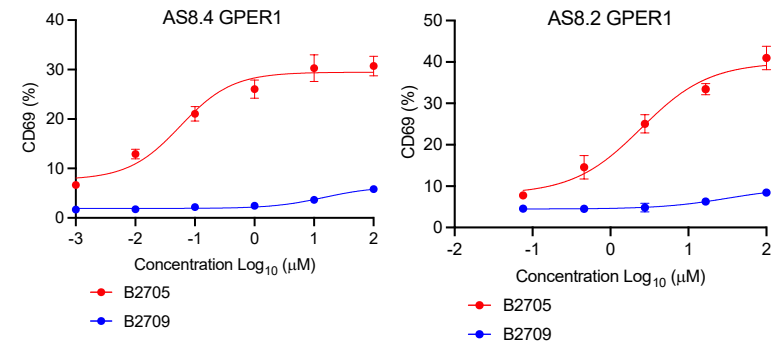 AS8.4 GPER1
40
30
20
10
0
CD69 (%)
-3 -2 -1 0 1 2
Concentration Log10 (μM)
B2705
B2709
AS8.2 GPER1
50
40
30
20
10
0
CD69 (%)
-2 -1 0 1 2
Concentration Log10 (μM)
B2705
B2709